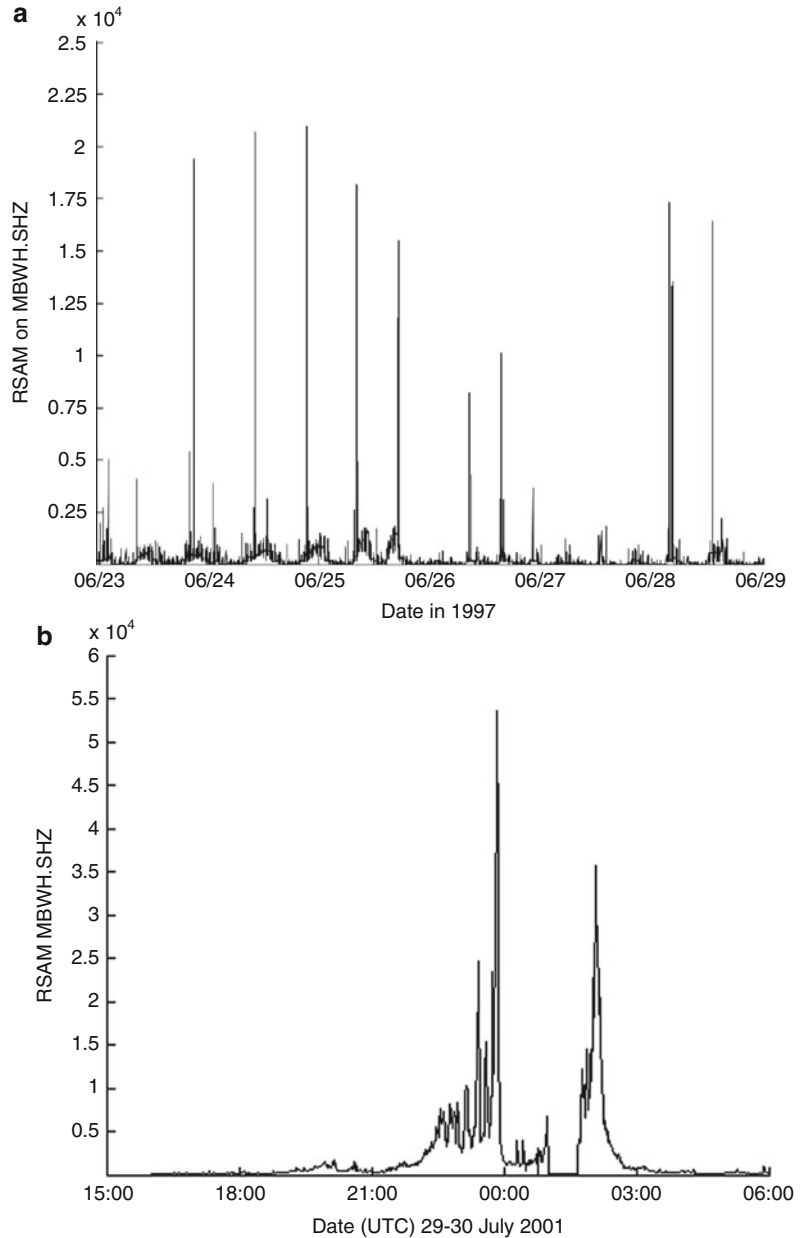 a
x 10⁴
2.5
2.25
2
1.75
1.5
1.25
1
0.75
0.5
0.25
RSAM on MBWH.SHZ
06/23 06/24 06/25 06/26 06/27 06/28 06/29
Date in 1997
b
x 10⁴
6
5.5
5
4.5
4
3.5
3
2.5
2
1.5
1
0.5
RSAM MBWH.SHZ
15:00 18:00 21:00 00:00 03:00 06:00
Date (UTC) 29-30 July 2001